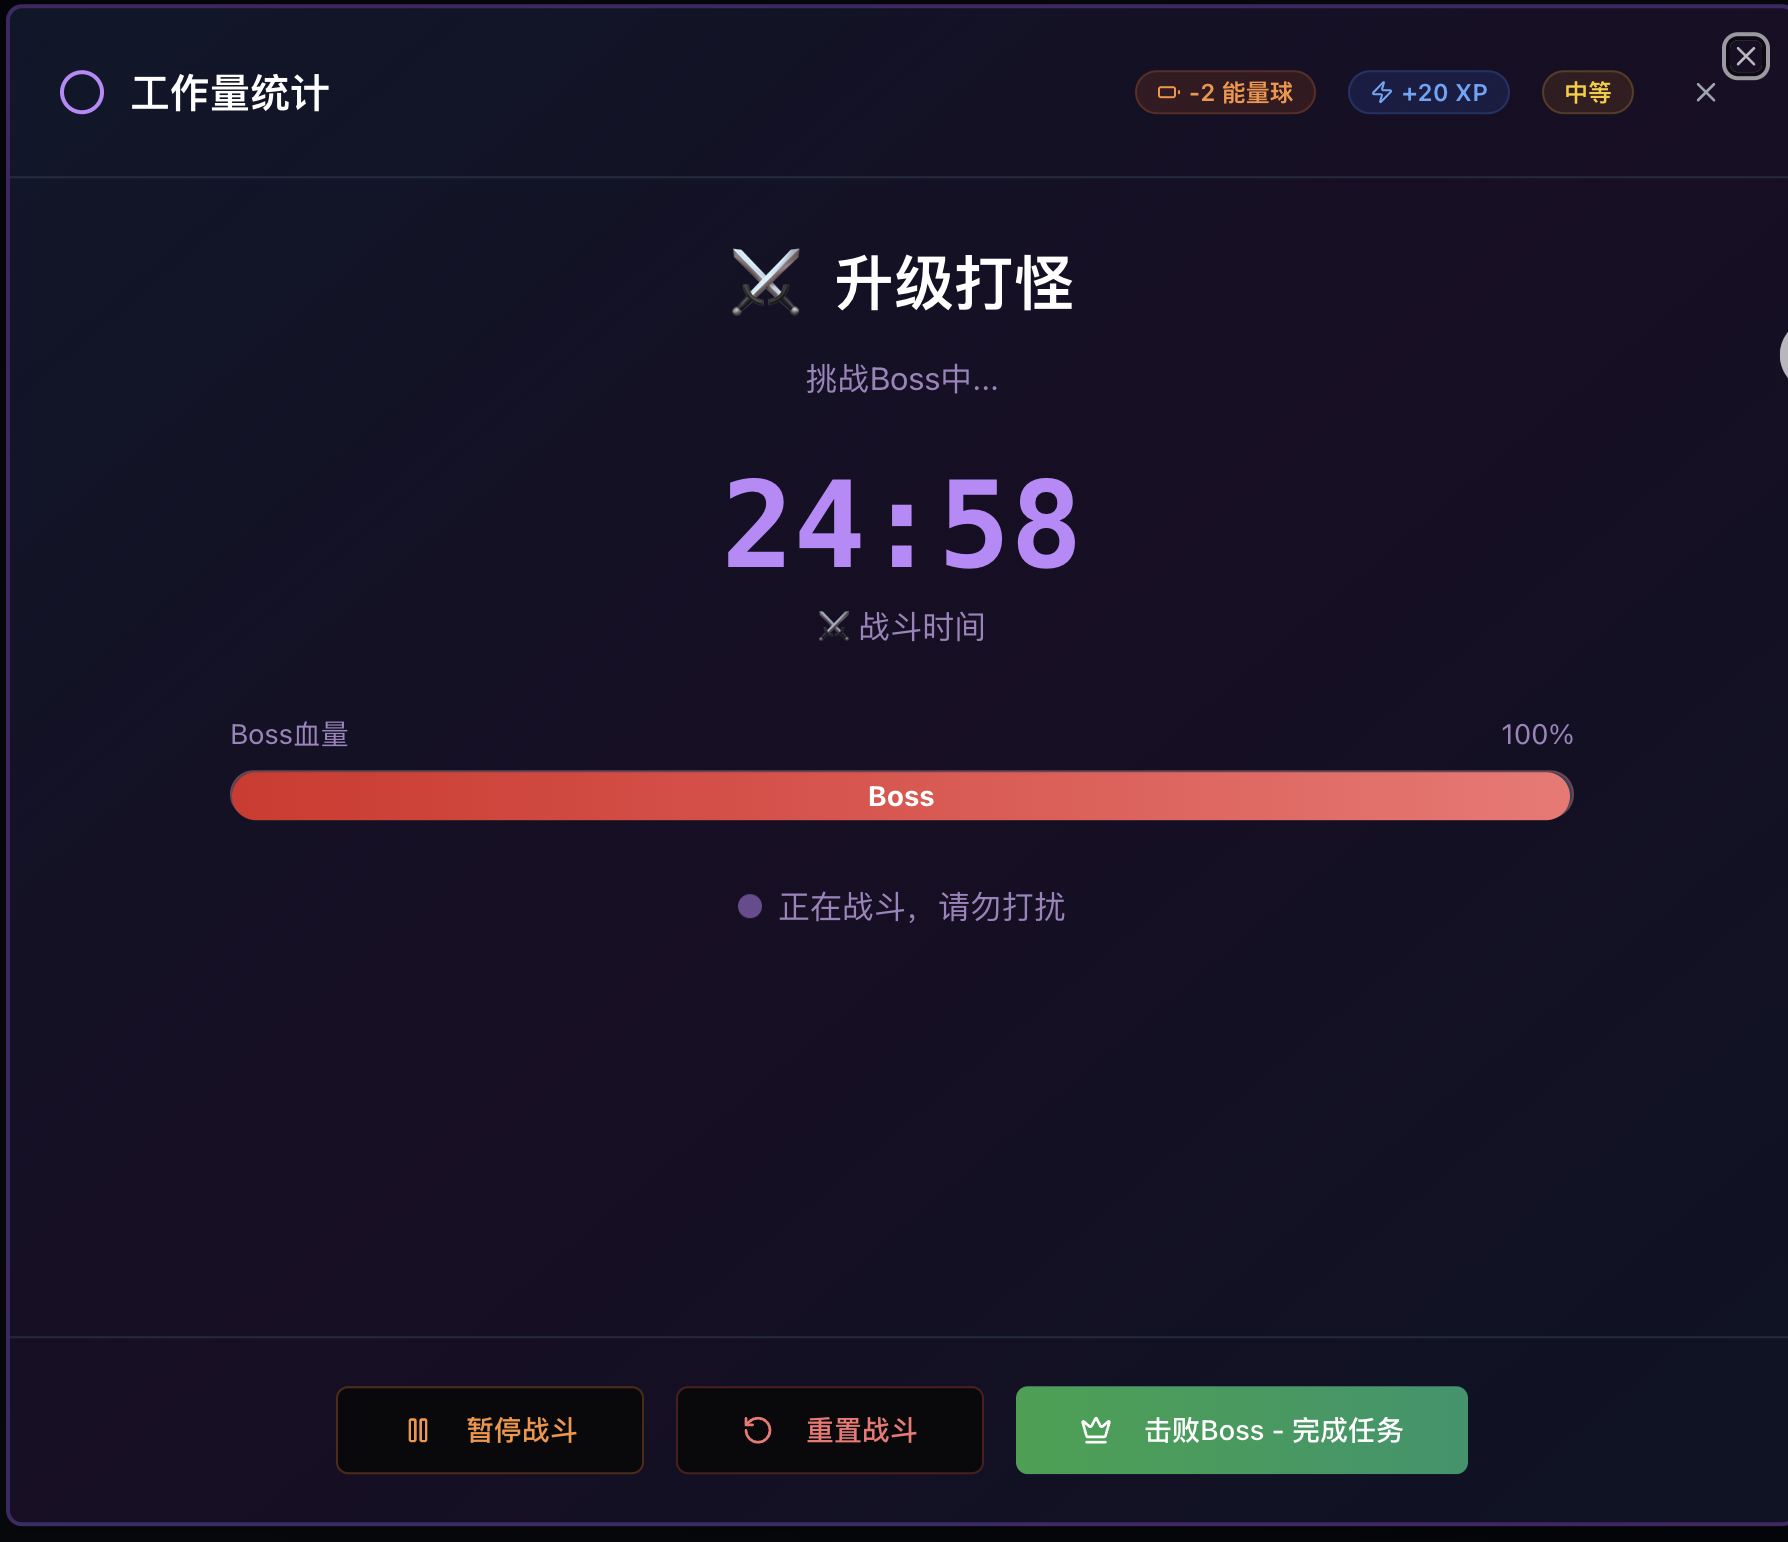 工作量统计
-2 能量球
+20 XP
中等
升级打怪
挑战Boss中...
24:58
战斗时间
Boss血量
100%
Boss
正在战斗，请勿打扰
暂停战斗
重置战斗
击败Boss - 完成任务